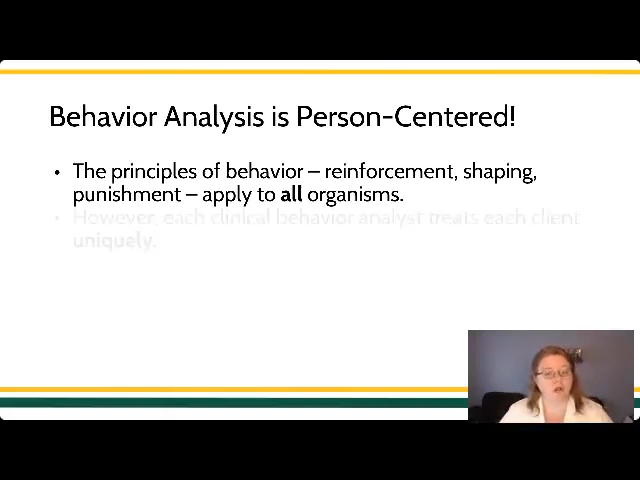 Behavior Analysis is Person-Centered!
• The principles of behavior – reinforcement, shaping,
punishment – apply to all organisms.
• However, each clinical behavior analyst treats each client
uniquely.